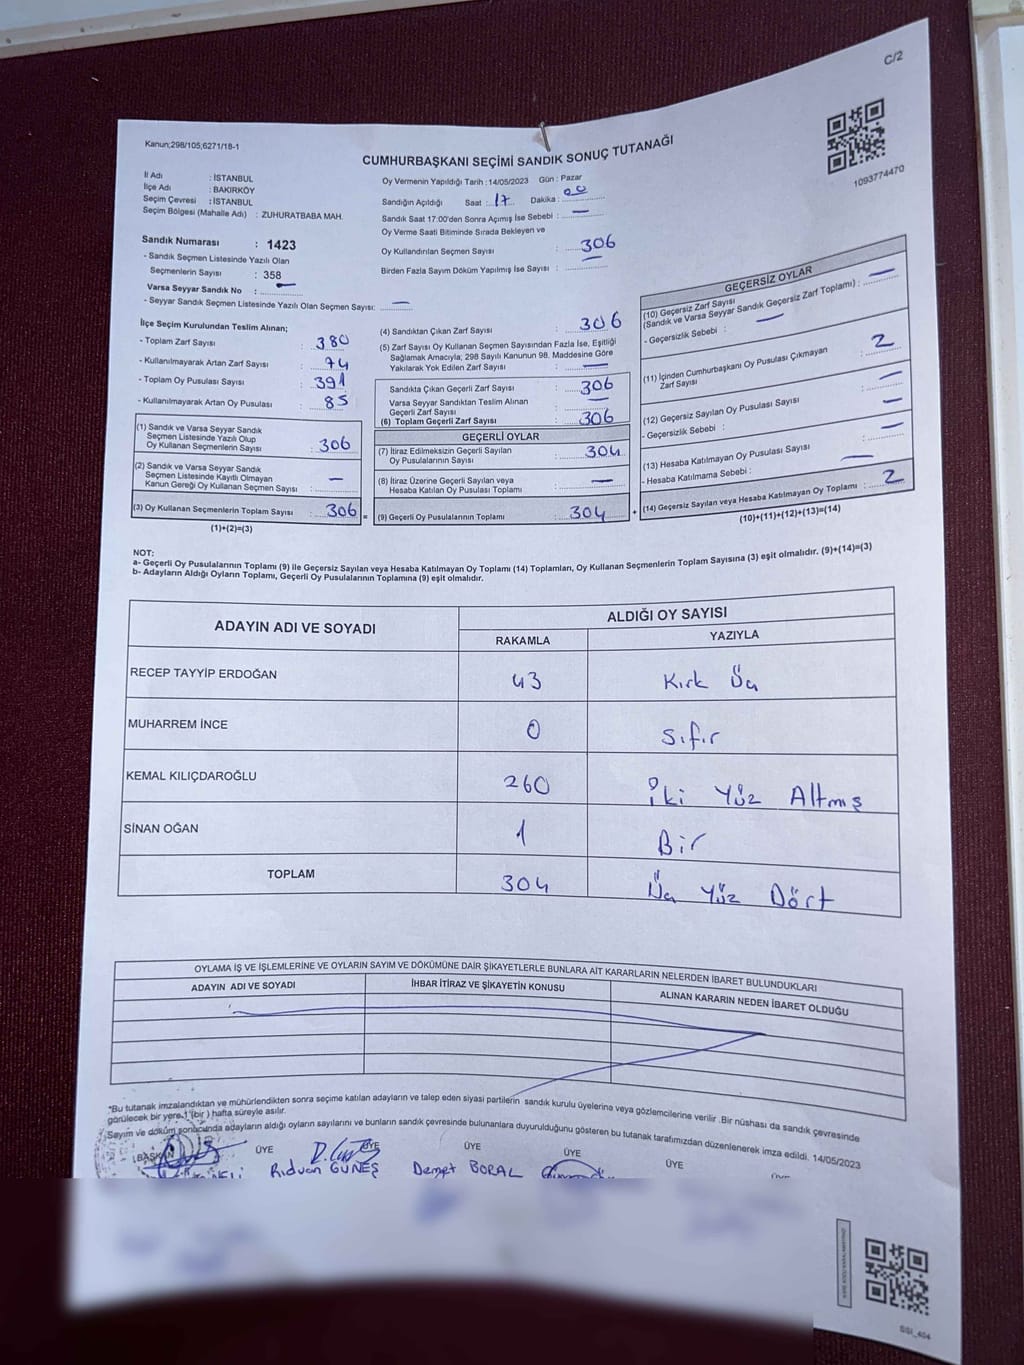 C/2
1093774470
Kanun;298/105;6271/18-1
CUMHURBAŞKANI SEÇİMİ SANDIK SONUÇ TUTANAĞI
İl Adı : İSTANBUL
İlçe Adı : BAKIRKÖY
Seçim Çevresi : İSTANBUL
Seçim Bölgesi (Mahalle Adı) : ZUHURATBABA MAH.
Sandık Numarası : 1423
- Sandık Seçmen Listesinde Yazılı Olan
Seçmenlerin Sayısı : 358
Varsa Seyyar Sandık No : —
- Seyyar Sandık Seçmen Listesinde Yazılı Olan Seçmen Sayısı: —
Oy Vermenin Yapıldığı Tarih : 14/05/2023 Gün : Pazar
Sandığın Açıldığı Saat : 17 Dakika : 00
Sandık Saat 17.00'den Sonra Açımış İse Sebebi : —
Oy Verme Saati Bitiminde Sırada Bekleyen ve
Oy Kullandırılan Seçmen Sayısı : 306
Birden Fazla Sayım Döküm Yapılmış İse Sayısı : —
İlçe Seçim Kurulundan Teslim Alınan;
- Toplam Zarf Sayısı : 380
- Kullanılmayarak Artan Zarf Sayısı : 74
- Toplam Oy Pusulası Sayısı : 391
- Kullanılmayarak Artan Oy Pusulası : 85
(1) Sandık ve Varsa Seyyar Sandık
Seçmen Listesinde Yazılı Olup
Oy Kullanan Seçmenlerin Sayısı : 306
(2) Sandık ve Varsa Seyyar Sandık
Seçmen Listesinde Kayıtlı Olmayan
Kanun Gereği Oy Kullanan Seçmen Sayısı : —
(3) Oy Kullanan Seçmenlerin Toplam Sayısı : 306 =
(1)+(2)=(3)
(4) Sandıktan Çıkan Zarf Sayısı : 306
(5) Zarf Sayısı Oy Kullanan Seçmen Sayısından Fazla İse, Eşitliği
Sağlamak Amacıyla; 298 Sayılı Kanunun 98. Maddesine Göre
Yakılarak Yok Edilen Zarf Sayısı : —
Sandıkta Çıkan Geçerli Zarf Sayısı : 306
Varsa Seyyar Sandıktan Teslim Alınan
Geçerli Zarf Sayısı : —
(6) Toplam Geçerli Zarf Sayısı : 306
GEÇERLİ OYLAR
(7) İtiraz Edilmeksizin Geçerli Sayılan
Oy Pusulalarının Sayısı : 304
(8) İtiraz Üzerine Geçerli Sayılan veya
Hesaba Katılan Oy Pusulası Toplamı : —
(9) Geçerli Oy Pusulalarının Toplamı : 304 +
GEÇERSİZ OYLAR
(10) Geçersiz Zarf Sayısı
(Sandık ve Varsa Seyyar Sandık Geçersiz Zarf Toplamı) : —
- Geçersizlik Sebebi : —
(11) İçinden Cumhurbaşkanı Oy Pusulası Çıkmayan
Zarf Sayısı : 2
(12) Geçersiz Sayılan Oy Pusulası Sayısı : —
- Geçersizlik Sebebi : —
(13) Hesaba Katılmayan Oy Pusulası Sayısı : —
- Hesaba Katılmama Sebebi : —
(14) Geçersiz Sayılan veya Hesaba Katılmayan Oy Toplamı : 2
(10)+(11)+(12)+(13)=(14)
NOT:
a- Geçerli Oy Pusulalarının Toplamı (9) ile Geçersiz Sayılan veya Hesaba Katılmayan Oy Toplamı (14) Toplamları, Oy Kullanan Seçmenlerin Toplam Sayısına (3) eşit olmalıdır. (9)+(14)=(3)
b- Adayların Aldığı Oyların Toplamı, Geçerli Oy Pusulalarının Toplamına (9) eşit olmalıdır.
ADAYIN ADI VE SOYADI ALDIĞI OY SAYISI
RAKAMLA YAZIYLA
RECEP TAYYİP ERDOĞAN 43 Kırk Üç
MUHARREM İNCE 0 Sıfır
KEMAL KILIÇDAROĞLU 260 İki Yüz Altmış
SİNAN OĞAN 1 Bir
TOPLAM 304 Üç Yüz Dört
OYLAMA İŞ VE İŞLEMLERİNE VE OYLARIN SAYIM VE DÖKÜMÜNE DAİR ŞİKAYETLERLE BUNLARA AİT KARARLARIN NELERDEN İBARET BULUNDUKLARI
ADAYIN ADI VE SOYADI İHBAR İTİRAZ VE ŞİKAYETİN KONUSU ALINAN KARARIN NEDEN İBARET OLDUĞU
"Bu tutanak imzalandıktan ve mühürlendikten sonra seçime katılan adayların ve talep eden siyasi partilerin sandık kurulu üyelerine veya gözlemcilerine verilir .Bir nüshası da sandık çevresinde
görülecek bir yere 1 (bir ) hafta süreyle asılır.
Sayım ve döküm sonucunda adayların aldığı oyların sayılarını ve bunların sandık çevresinde bulunanlara duyurulduğunu gösteren bu tutanak tarafımızdan düzenlenerek imza edildi. 14/05/2023
BAŞKAN ÜYE ÜYE ÜYE ÜYE ÜYE
Rıdvan GÜNEŞ Demet BORAL